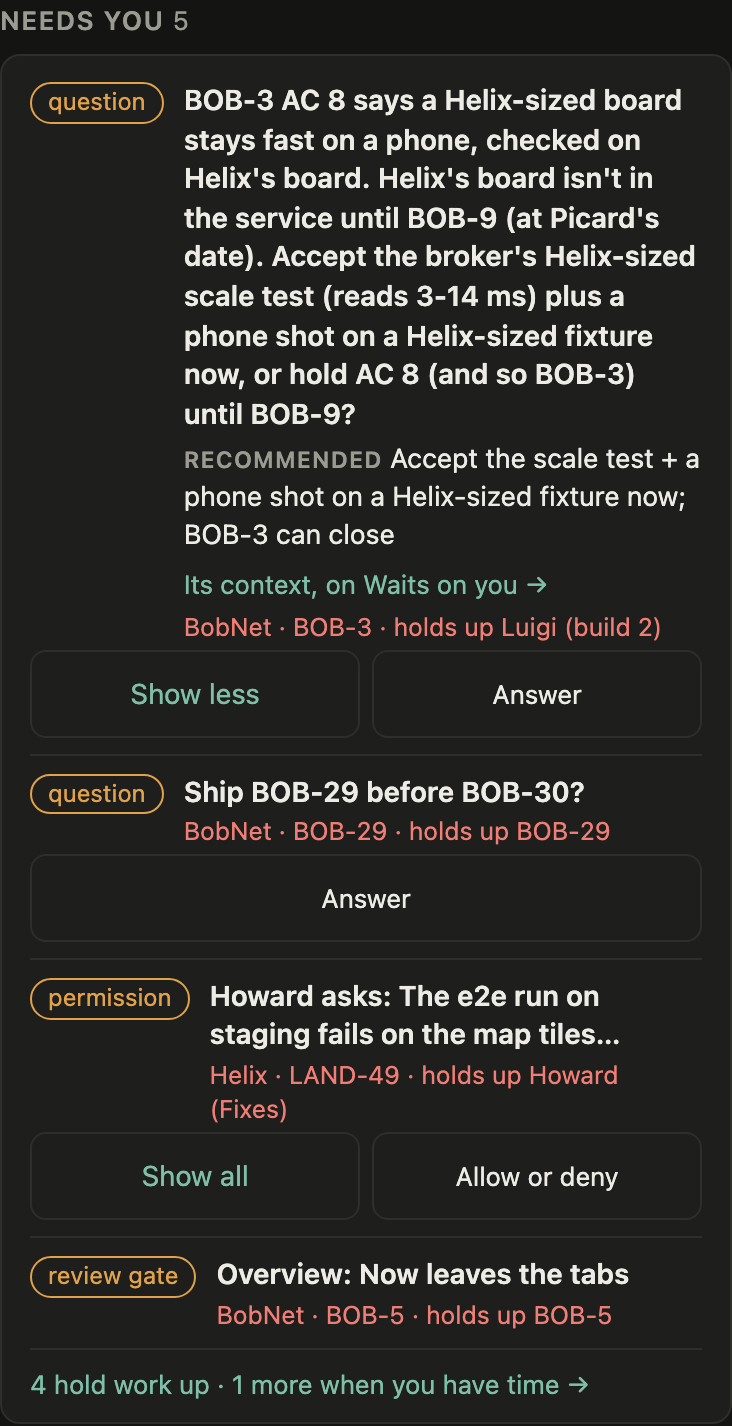 NEEDS YOU 5
question
BOB-3 AC 8 says a Helix-sized board
stays fast on a phone, checked on
Helix's board. Helix's board isn't in
the service until BOB-9 (at Picard's
date). Accept the broker's Helix-sized
scale test (reads 3-14 ms) plus a
phone shot on a Helix-sized fixture
now, or hold AC 8 (and so BOB-3)
until BOB-9?
RECOMMENDED Accept the scale test + a
phone shot on a Helix-sized fixture now;
BOB-3 can close
Its context, on Waits on you →
BobNet · BOB-3 · holds up Luigi (build 2)
Show less
Answer
question
Ship BOB-29 before BOB-30?
BobNet · BOB-29 · holds up BOB-29
Answer
permission
Howard asks: The e2e run on
staging fails on the map tiles...
Helix · LAND-49 · holds up Howard
(Fixes)
Show all
Allow or deny
review gate
Overview: Now leaves the tabs
BobNet · BOB-5 · holds up BOB-5
4 hold work up · 1 more when you have time →